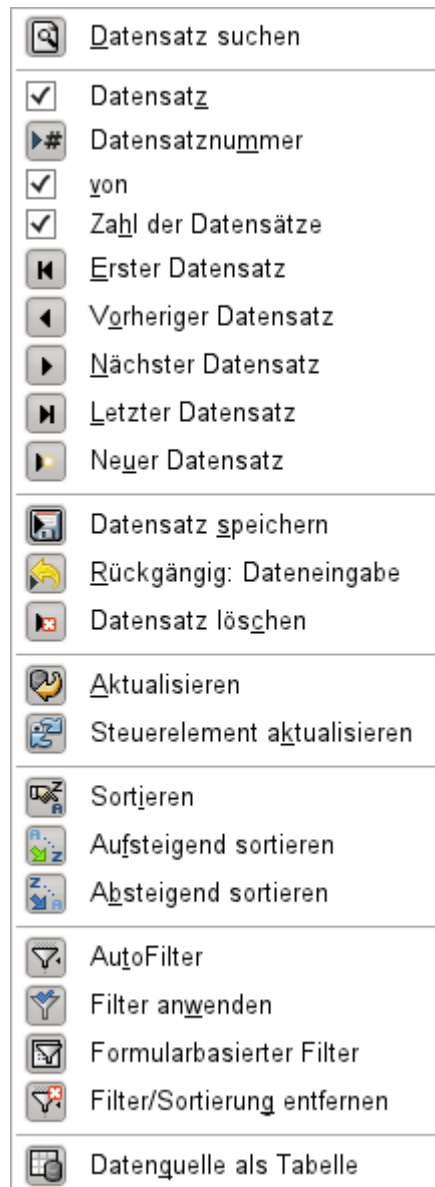 Datensatz suchen
Datensatz
Datensatznummer
von
Zahl der Datensätze
Erster Datensatz
Vorheriger Datensatz
Nächster Datensatz
Letzter Datensatz
Neuer Datensatz
Datensatz speichern
Rückgängig: Dateneingabe
Datensatz löschen
Aktualisieren
Steuerelement aktualisieren
Sortieren
Aufsteigend sortieren
Absteigend sortieren
AutoFilter
Filter anwenden
Formularbasierter Filter
Filter/Sortierung entfernen
Datenquelle als Tabelle